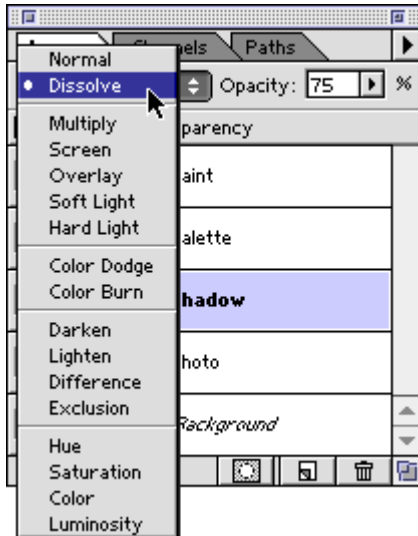 nels Paths
Normal
Dissolve
Opacity: 75 %
Multiply
parency
Screen
Overlay
aint
Soft Light
Hard Light
alette
Color Dodge
Color Burn
hadow
Darken
Lighten
hoto
Difference
Exclusion
Background
Hue
Saturation
Color
Luminosity